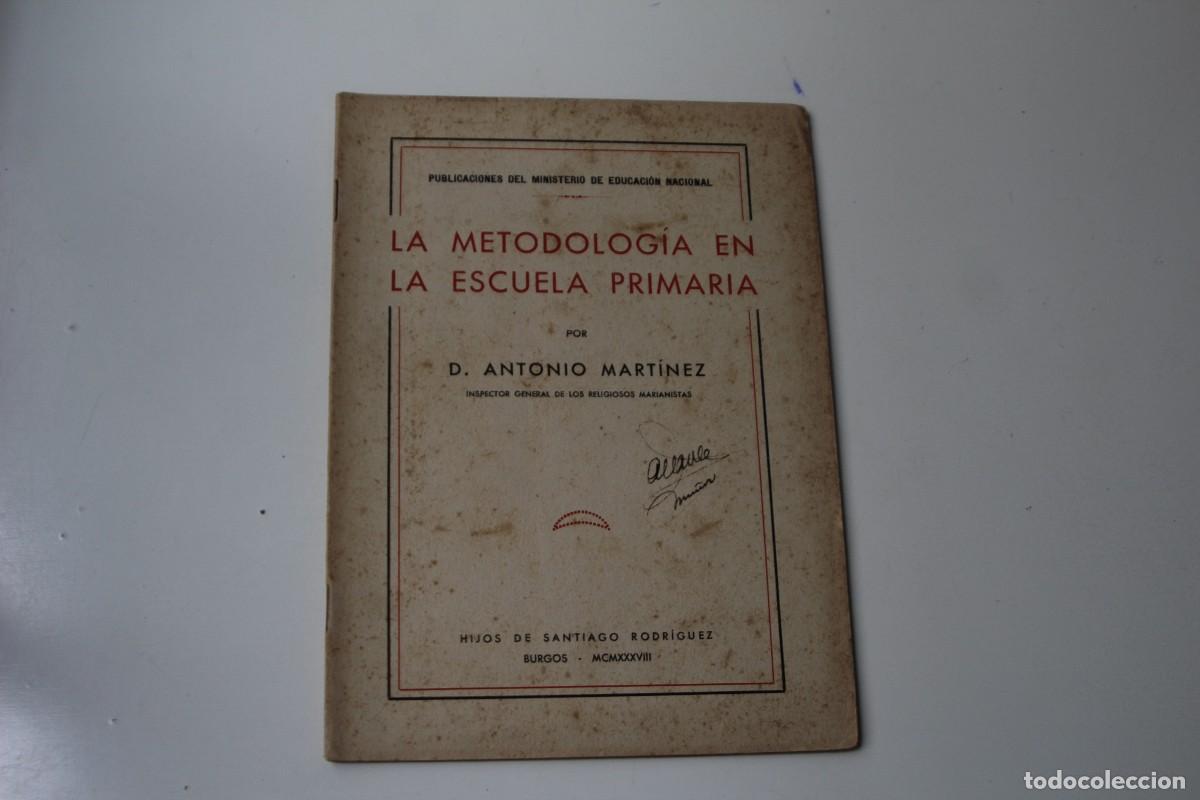 PUBLICACIONES DEL MINISTERIO DE EDUCACIÓN NACIONAL
LA METODOLOGÍA EN
LA ESCUELA PRIMARIA
POR
D. ANTONIO MARTÍNEZ
INSPECTOR GENERAL DE LOS RELIGIOSOS MARIANISTAS
HIJOS DE SANTIAGO RODRÍGUEZ
BURGOS - MCMXXXVIII
todocoleccion